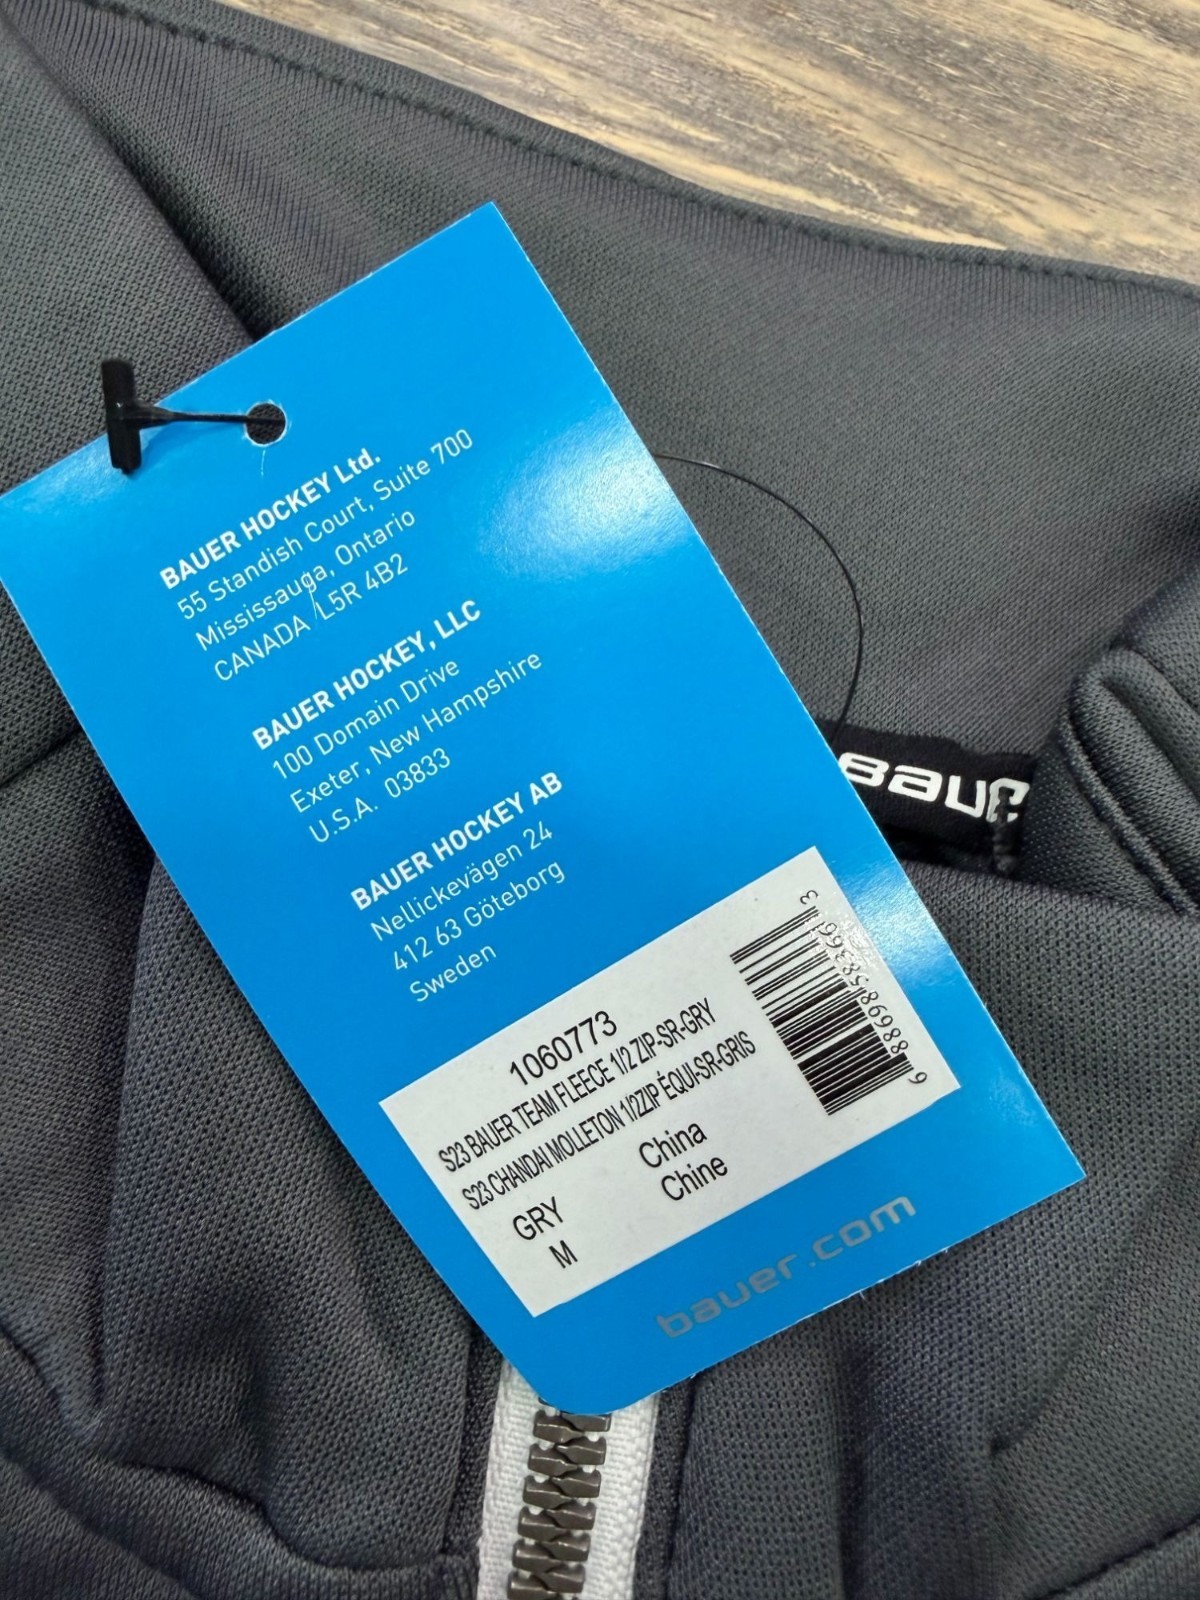 BAUER HOCKEY Ltd.
55 Standish Court, Suite 700
Mississauga, Ontario
CANADA L5R 4B2
BAUER HOCKEY, LLC
100 Domain Drive
Exeter, New Hampshire
U.S.A. 03833
BAUER HOCKEY AB
Nellickevägen 24
412 63 Göteborg
Sweden
1060773
S23 BAUER TEAM FLEECE 1/2 ZIP-SR-GRY
S23 CHANDAI MOLLETON 1/2ZIP ÉQUI-SR-GRIS
China
Chine
GRY
M
bauer.com
BAUER